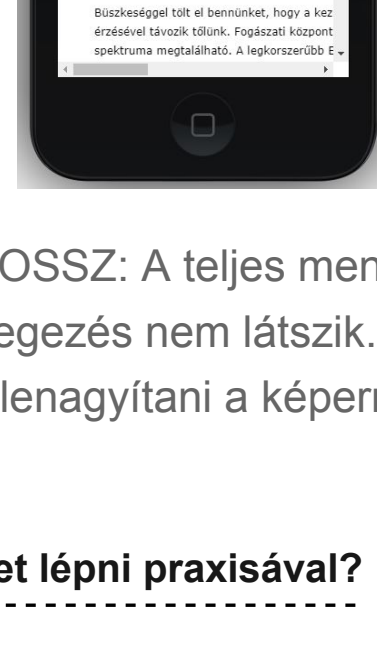 Büszkeséggel tölt el bennünket, hogy a kez
érzésével távozik tőlünk. Fogászati központ
spektruma megtalálható. A legkorszerűbb E
OSSZ: A teljes men
egezés nem látszik.
lenagyítani a képern
et lépni praxisával?